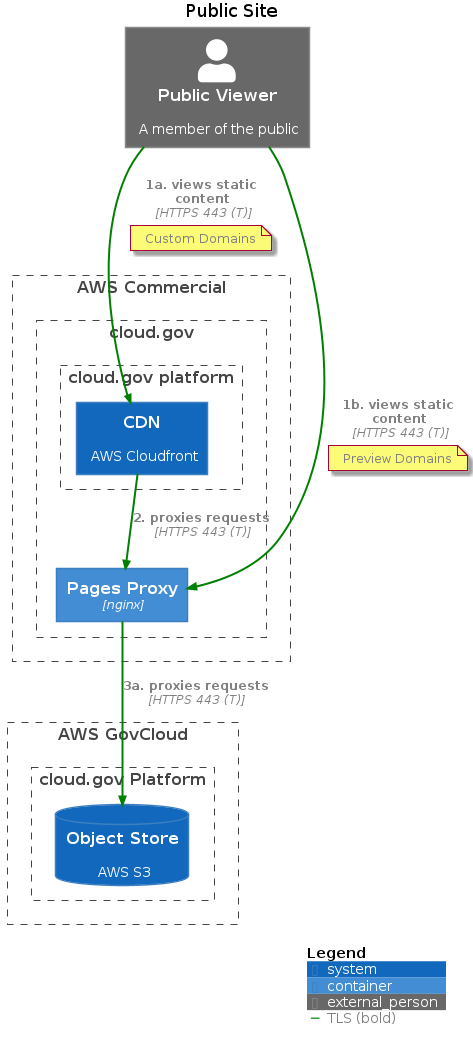 Public Site
Public Viewer
A member of the public
1a. views static
content
[HTTPS 443 (T)]
Custom Domains
AWS Commercial
cloud.gov
cloud.gov platform
CDN
AWS Cloudfront
1b. views static
content
[HTTPS 443 (T)]
Preview Domains
2. proxies requests
[HTTPS 443 (T)]
Pages Proxy
[nginx]
3a. proxies requests
[HTTPS 443 (T)]
AWS GovCloud
cloud.gov Platform
Object Store
AWS S3
Legend
system
container
external_person
TLS (bold)